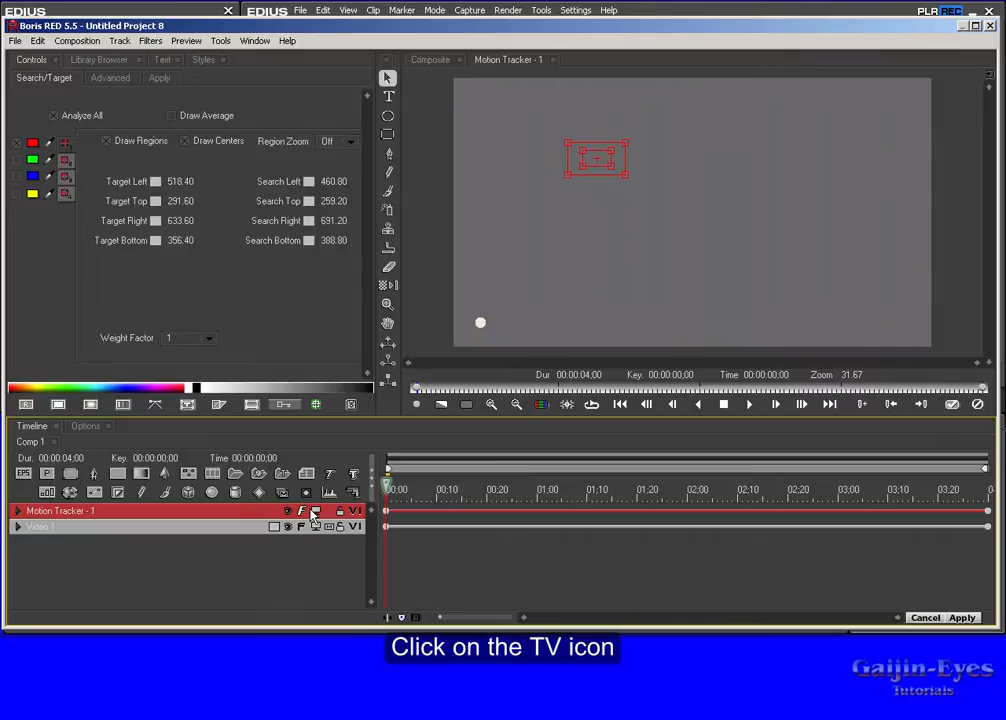 EDIUS
EDIUS File Edit View Clip Marker Mode Capture Render Tools Settings Help PLR REC
Boris RED 5.5 - Untitled Project 8
File Edit Composition Track Filters Preview Tools Window Help
Controls Library Browser Text Styles
Composite Motion Tracker - 1
Search/Target Advanced Apply
Analyze All Draw Average
Draw Regions Draw Centers Region Zoom Off
Target Left 518.40 Search Left 460.80
Target Top 291.60 Search Top 259.20
Target Right 633.60 Search Right 691.20
Target Bottom 356.40 Search Bottom 388.80
Weight Factor 1
Dur 00:00:04;00 Key. 00:00:00;00 Time 00:00:00;00 Zoom 31.67
Timeline Options
Comp 1
Dur. 00:00:04;00 Key. 00:00:00;00 Time 00:00:00;00
00:00 00:10 00:20 01:00 01:10 01:20 02:00 02:10 02:20 03:00 03:10 03:20
Motion Tracker - 1
Video 1
Cancel Apply
Click on the TV icon
Gaijin-Eyes
Tutorials